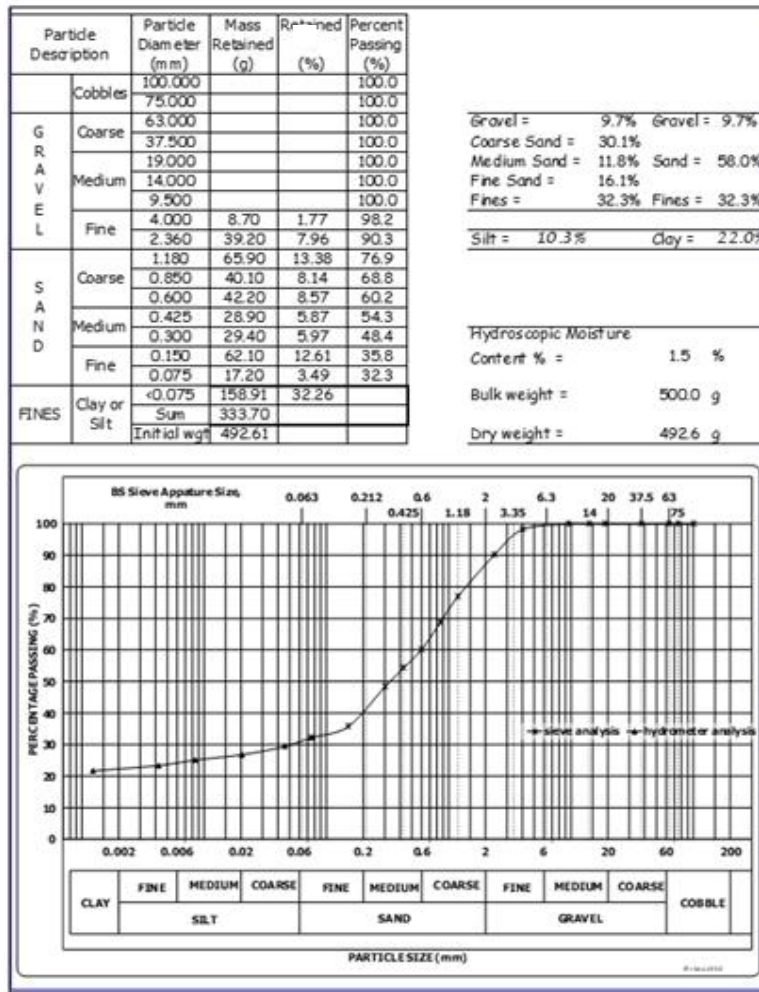 Particle Description Particle Diameter (mm) Mass Retained (g) Retained (%) Percent Passing (%)
Cobbles 100.000 100.0
75.000 100.0
GRAVEL Coarse 63.000 100.0
37.500 100.0
Medium 19.000 100.0
14.000 100.0
9.500 100.0
Fine 4.000 8.70 1.77 98.2
2.360 39.20 7.96 90.3
SAND Coarse 1.180 65.90 13.38 76.9
0.850 40.10 8.14 68.8
0.600 42.20 8.57 60.2
Medium 0.425 28.90 5.87 54.3
0.300 29.40 5.97 48.4
Fine 0.150 62.10 12.61 35.8
0.075 17.20 3.49 32.3
FINES Clay or Silt <0.075 158.91 32.26
Sum 333.70
Initial wgt 492.61
Gravel = 9.7% Gravel = 9.7%
Coarse Sand = 30.1%
Medium Sand = 11.8% Sand = 58.0%
Fine Sand = 16.1%
Fines = 32.3% Fines = 32.3%
Silt = 10.3% Clay = 22.0%
Hydroscopic Moisture
Content % = 1.5 %
Bulk weight = 500.0 g
Dry weight = 492.6 g
BS Sieve Appature Size, mm
0.063 0.212 0.6 2 6.3 20 37.5 63
0.425 1.18 3.35 14 75
PERCENTAGE PASSING (%)
100
90
80
70
60
50
40
30
20
10
0
sieve analysis hydrometer analysis
0.002 0.006 0.02 0.06 0.2 0.6 2 6 20 60 200
CLAY FINE MEDIUM COARSE FINE MEDIUM COARSE FINE MEDIUM COARSE COBBLE
SILT SAND GRAVEL
PARTICLE SIZE (mm)